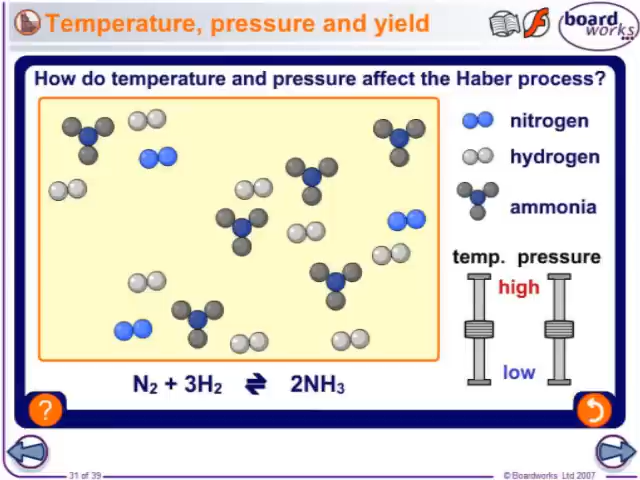 Temperature, pressure and yield
board
works
How do temperature and pressure affect the Haber process?
nitrogen
hydrogen
ammonia
temp. pressure
high
low
N₂ + 3H₂ ⇌ 2NH₃
?
31 of 39
© Boardworks Ltd 2007